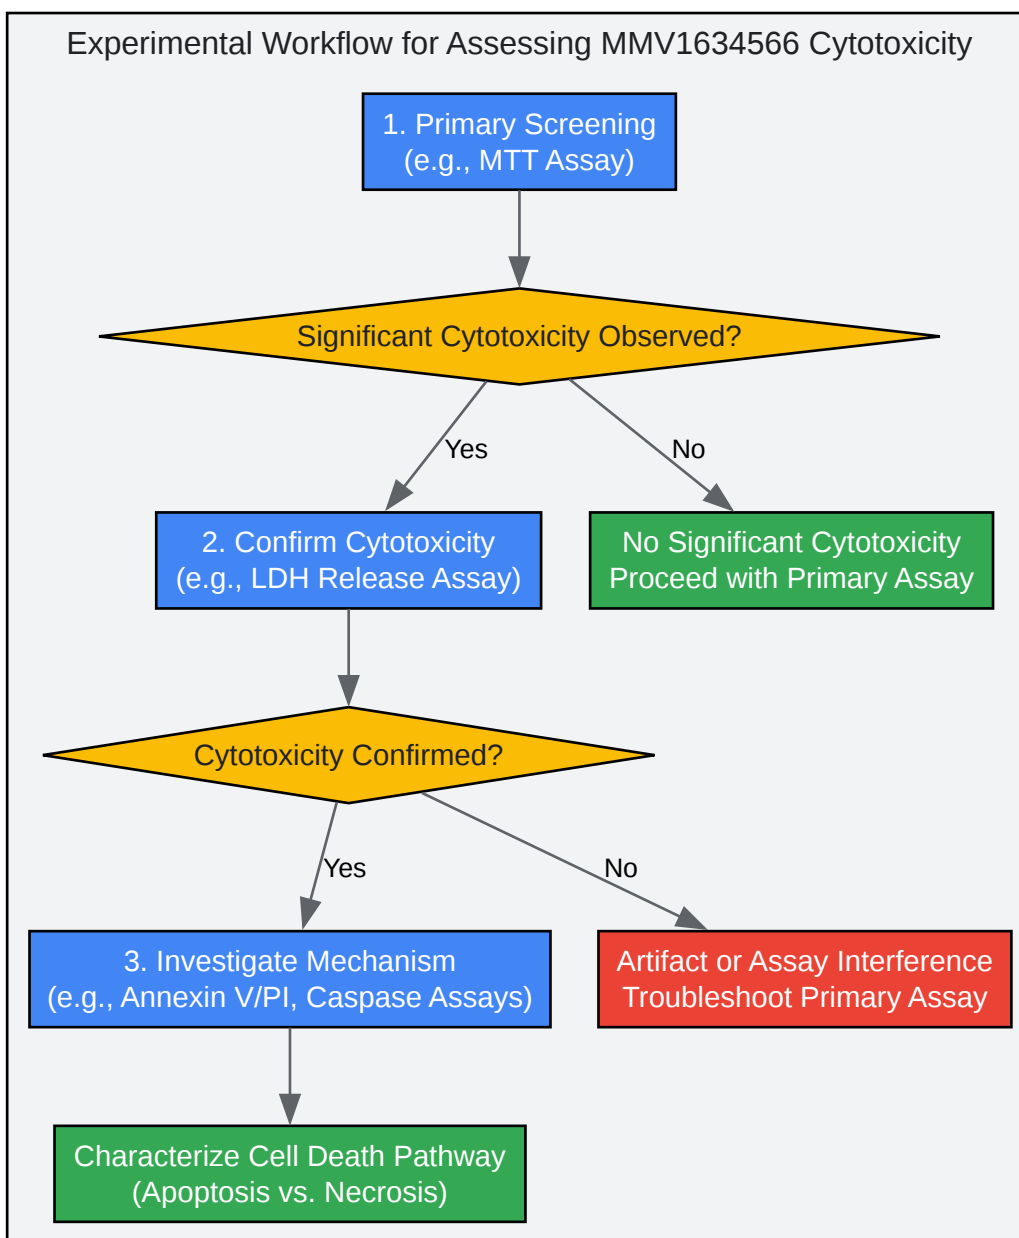 Experimental Workflow for Assessing MMV1634566 Cytotoxicity
1. Primary Screening
(e.g., MTT Assay)
Significant Cytotoxicity Observed?
Yes
No
2. Confirm Cytotoxicity
(e.g., LDH Release Assay)
No Significant Cytotoxicity
Proceed with Primary Assay
Cytotoxicity Confirmed?
Yes
No
3. Investigate Mechanism
(e.g., Annexin V/PI, Caspase Assays)
Artifact or Assay Interference
Troubleshoot Primary Assay
Characterize Cell Death Pathway
(Apoptosis vs. Necrosis)